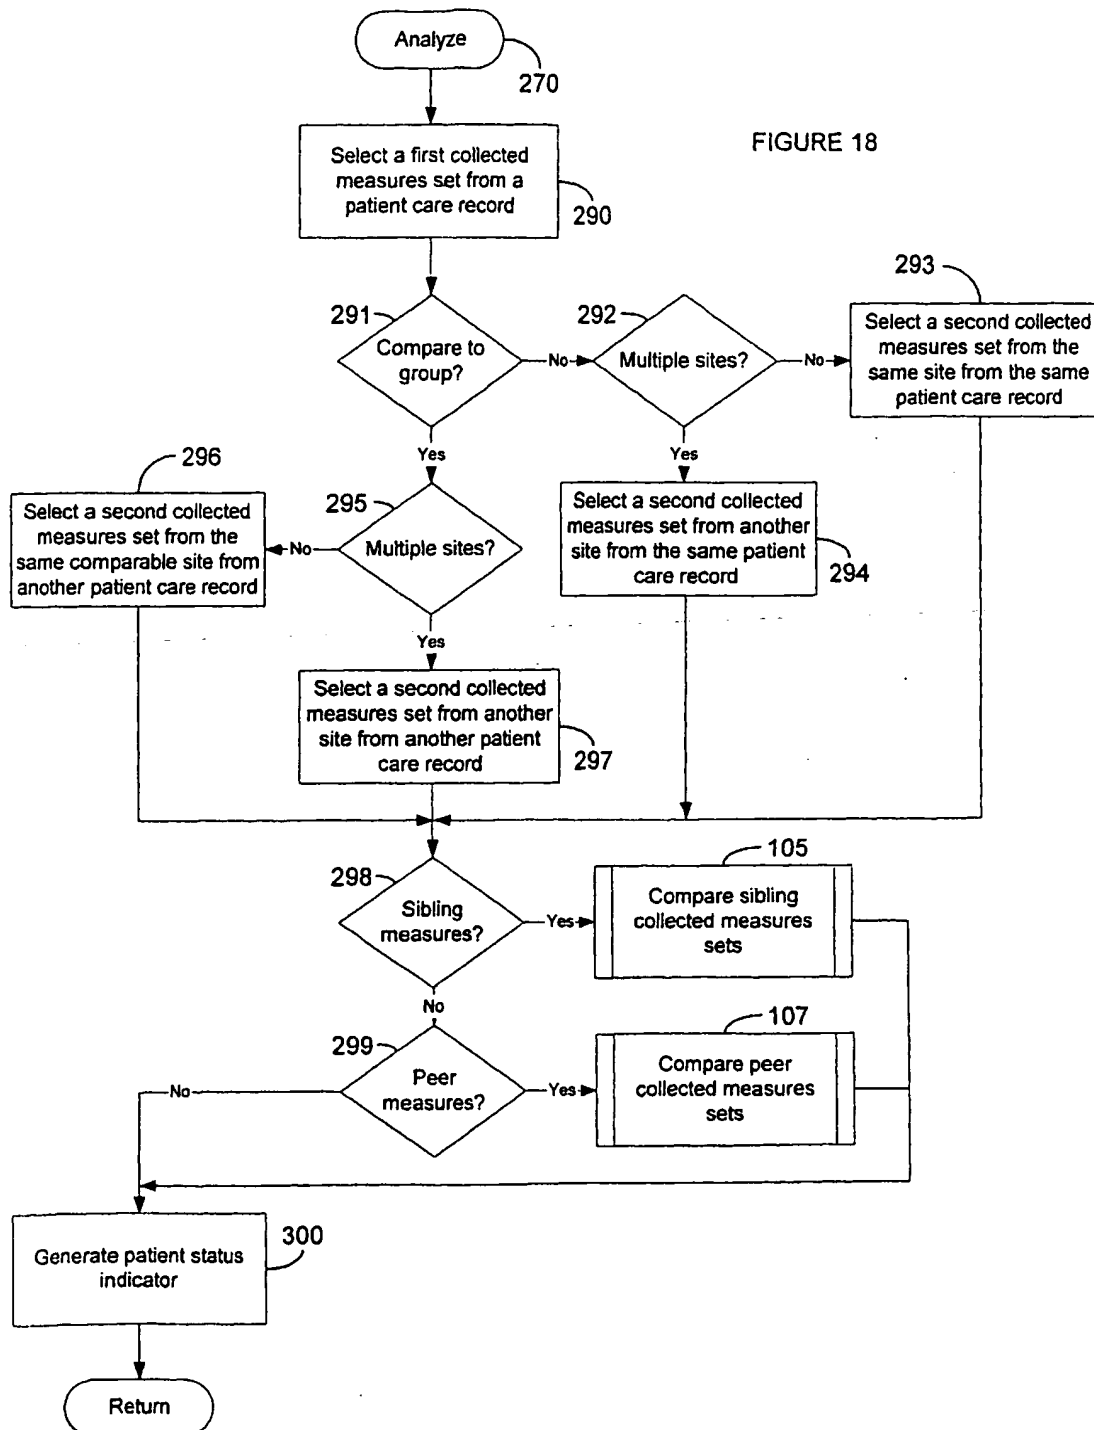 Analyze
270
FIGURE 18
Select a first collected
measures set from a
patient care record
290
293
291
Compare to
group?
No
292
Multiple sites?
No
Select a second collected
measures set from the
same site from the same
patient care record
Yes
Yes
296
Select a second collected
measures set from the
same comparable site from
another patient care record
No
295
Multiple sites?
Select a second collected
measures set from another
site from the same patient
care record
294
Yes
Select a second collected
measures set from another
site from another patient
care record
297
298
Sibling
measures?
Yes
105
Compare sibling
collected measures
sets
No
299
Peer
measures?
Yes
107
Compare peer
collected measures
sets
No
Generate patient status
indicator
300
Return